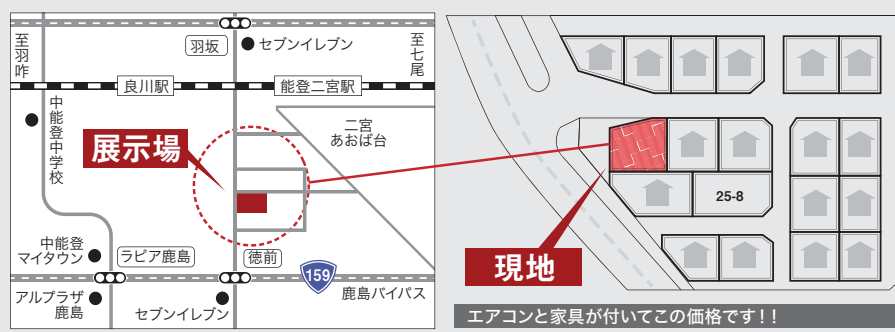 至羽咋
羽坂
セブンイレブン
至七尾
良川駅
能登二宮駅
中能登中学校
展示場
二宮
あおば台
中能登
マイタウン
ラピア鹿島
徳前
159
アルプラザ
鹿島
セブンイレブン
鹿島バイパス
25-8
現地
エアコンと家具が付いてこの価格です!!